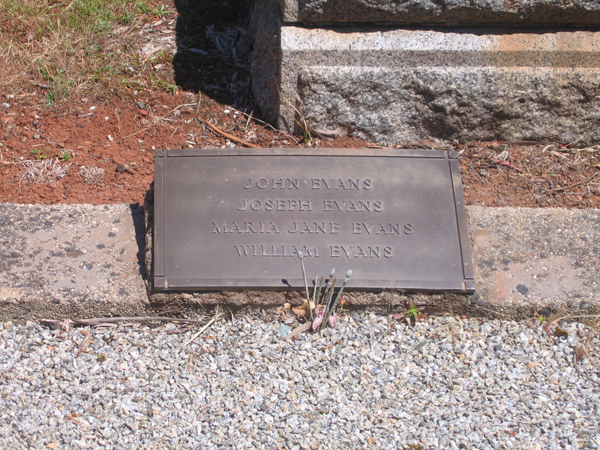 JOHN EVANS
JOSEPH EVANS
MARIA JANE EVANS
WILLIAM EVANS